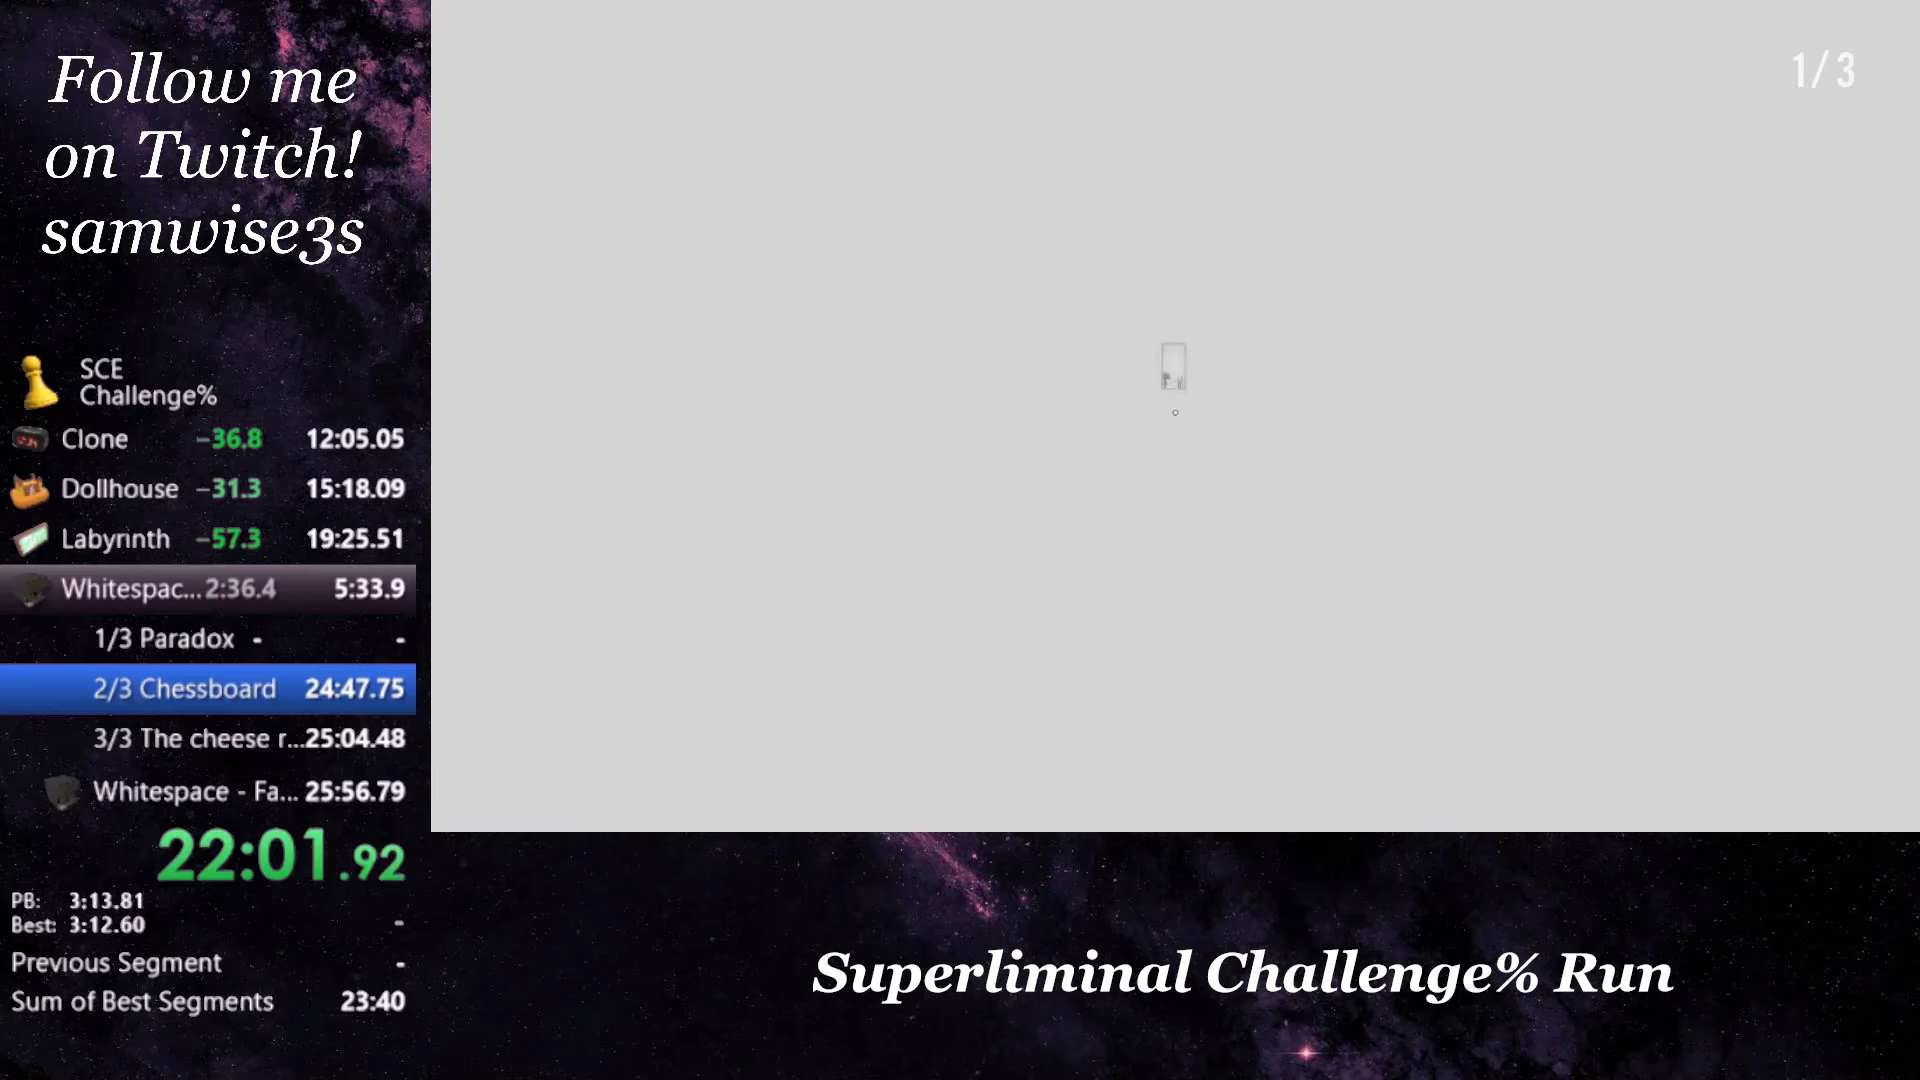 Follow me
on Twitch!
samwise3s
1/3
SCE
Challenge%
Clone -36.8 12:05.05
Dollhouse -31.3 15:18.09
Labyrinth -57.3 19:25.51
Whitespac... 2:36.4 5:33.9
1/3 Paradox - -
2/3 Chessboard 24:47.75
3/3 The cheese r... 25:04.48
Whitespace - Fa... 25:56.79
22:01.92
PB: 3:13.81
Best: 3:12.60 -
Previous Segment -
Sum of Best Segments 23:40
Superliminal Challenge% Run